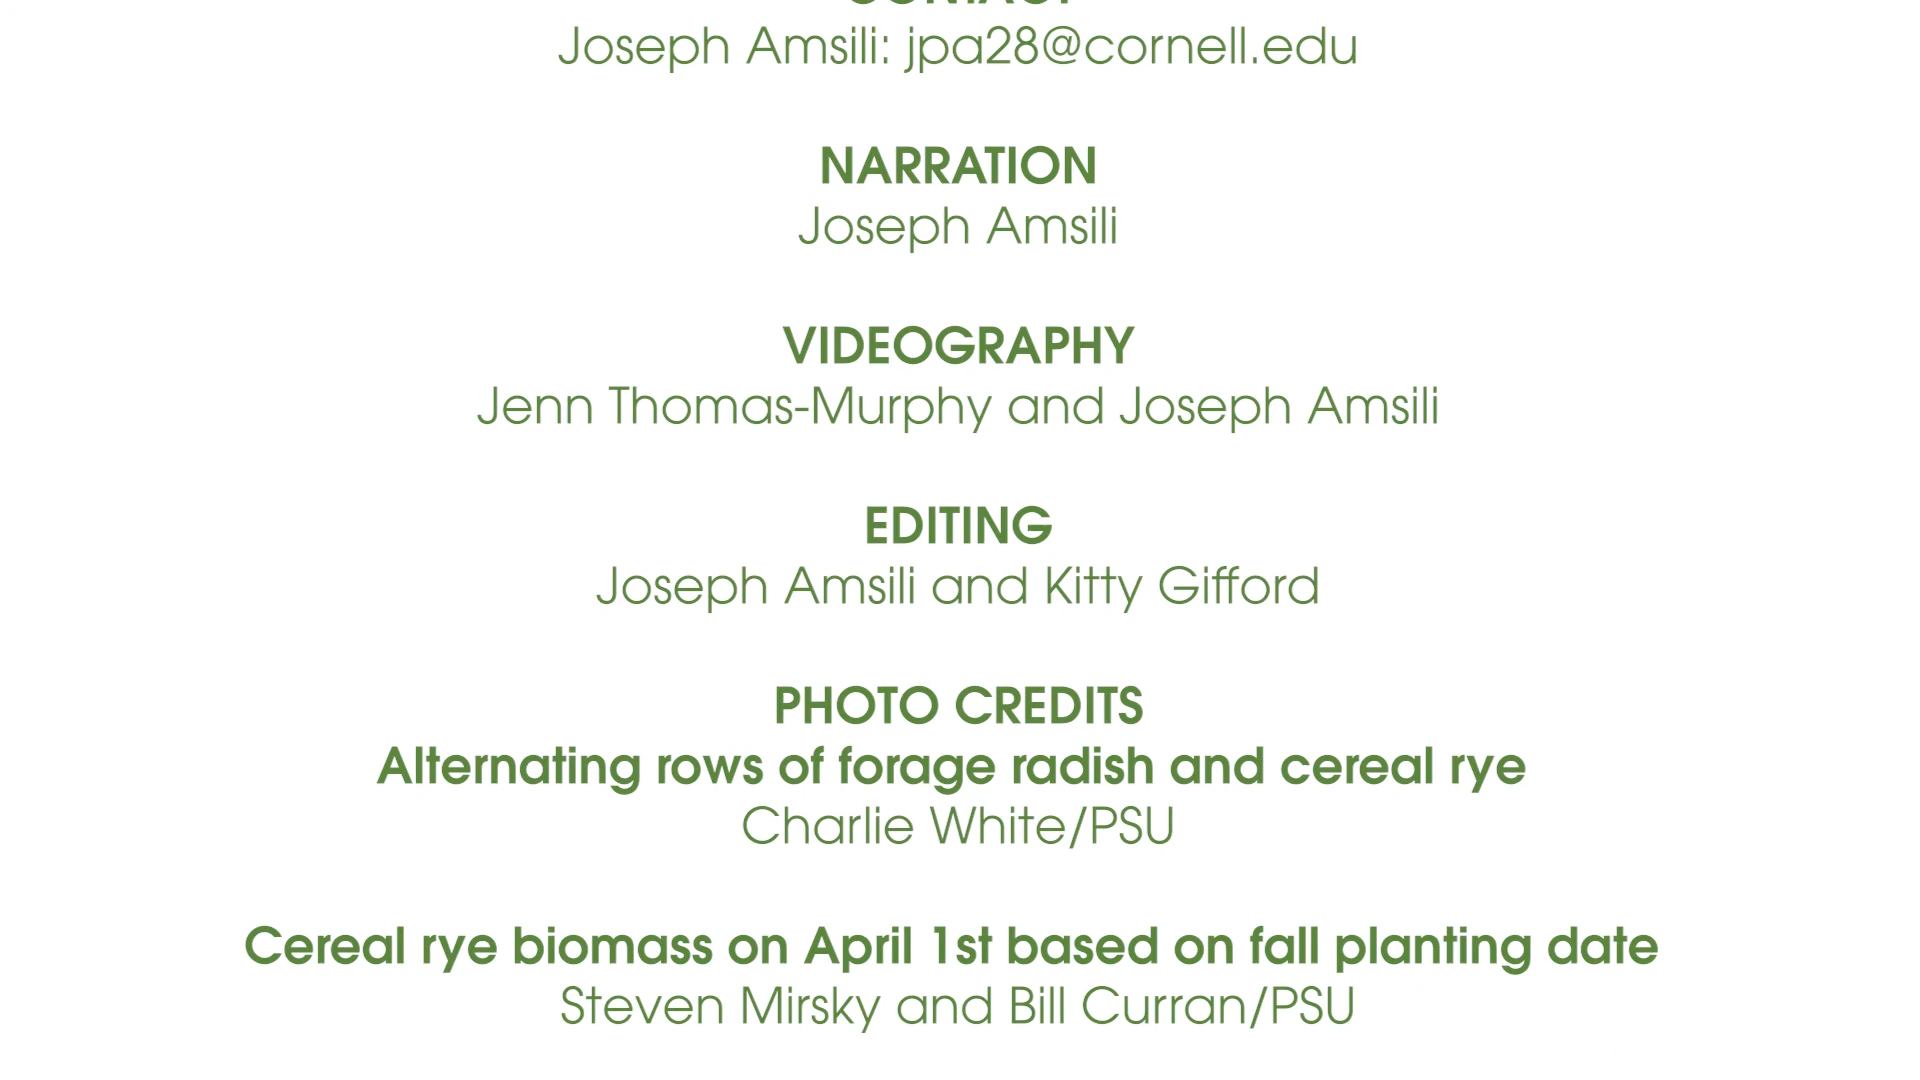 CONTACT
Joseph Amsili: jpa28@cornell.edu
NARRATION
Joseph Amsili
VIDEOGRAPHY
Jenn Thomas-Murphy and Joseph Amsili
EDITING
Joseph Amsili and Kitty Gifford
PHOTO CREDITS
Alternating rows of forage radish and cereal rye
Charlie White/PSU
Cereal rye biomass on April 1st based on fall planting date
Steven Mirsky and Bill Curran/PSU